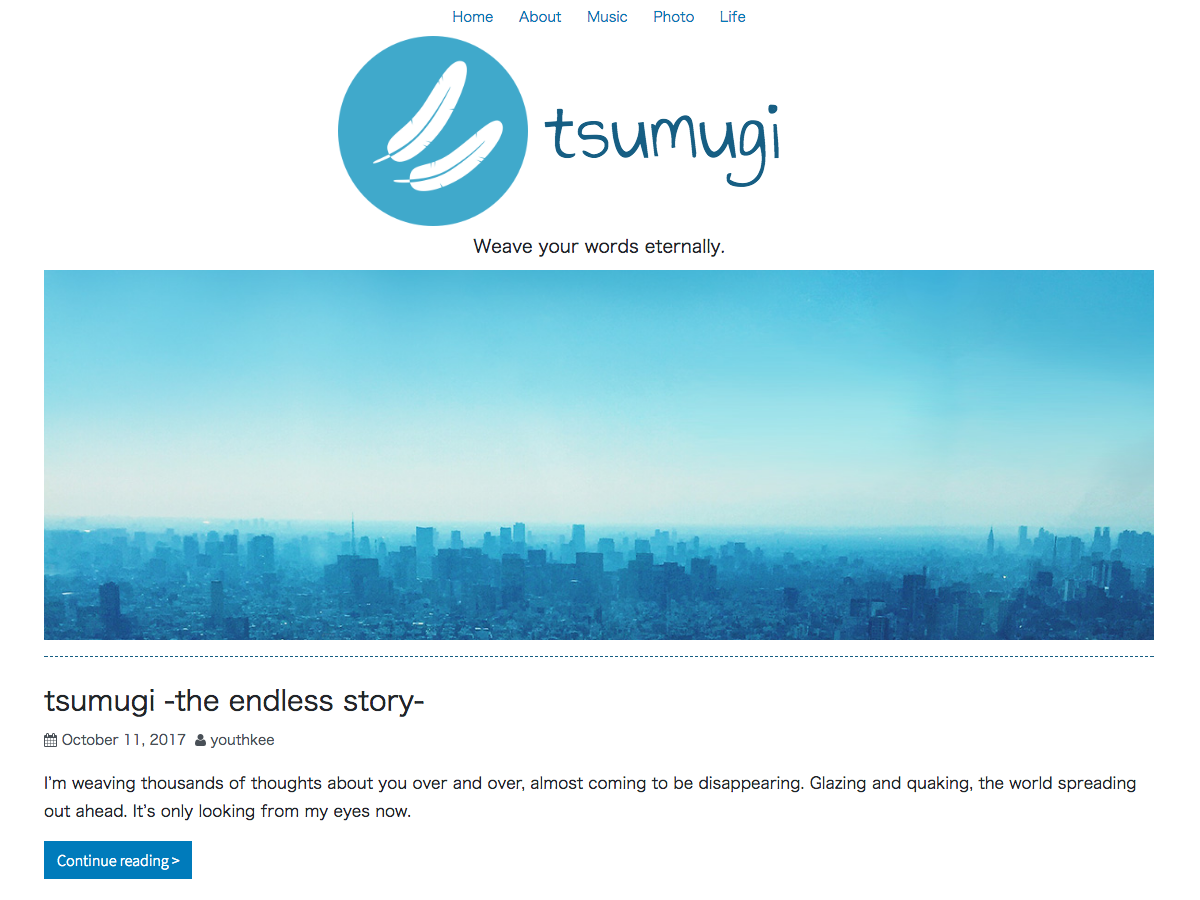 Home About Music Photo Life
tsumugi
Weave your words eternally.
tsumugi -the endless story-
October 11, 2017 youthkee
I’m weaving thousands of thoughts about you over and over, almost coming to be disappearing. Glazing and quaking, the world spreading
out ahead. It’s only looking from my eyes now.
Continue reading >